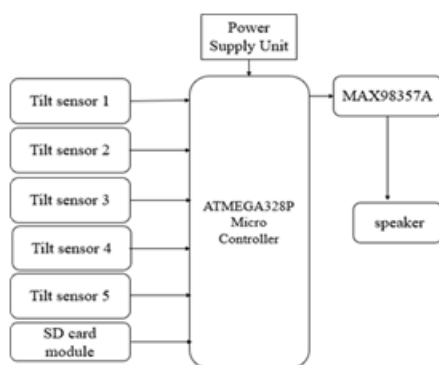 Power
Supply Unit
Tilt sensor 1
MAX98357A
Tilt sensor 2
Tilt sensor 3
ATMEGA328P
Micro
Controller
speaker
Tilt sensor 4
Tilt sensor 5
SD card
module